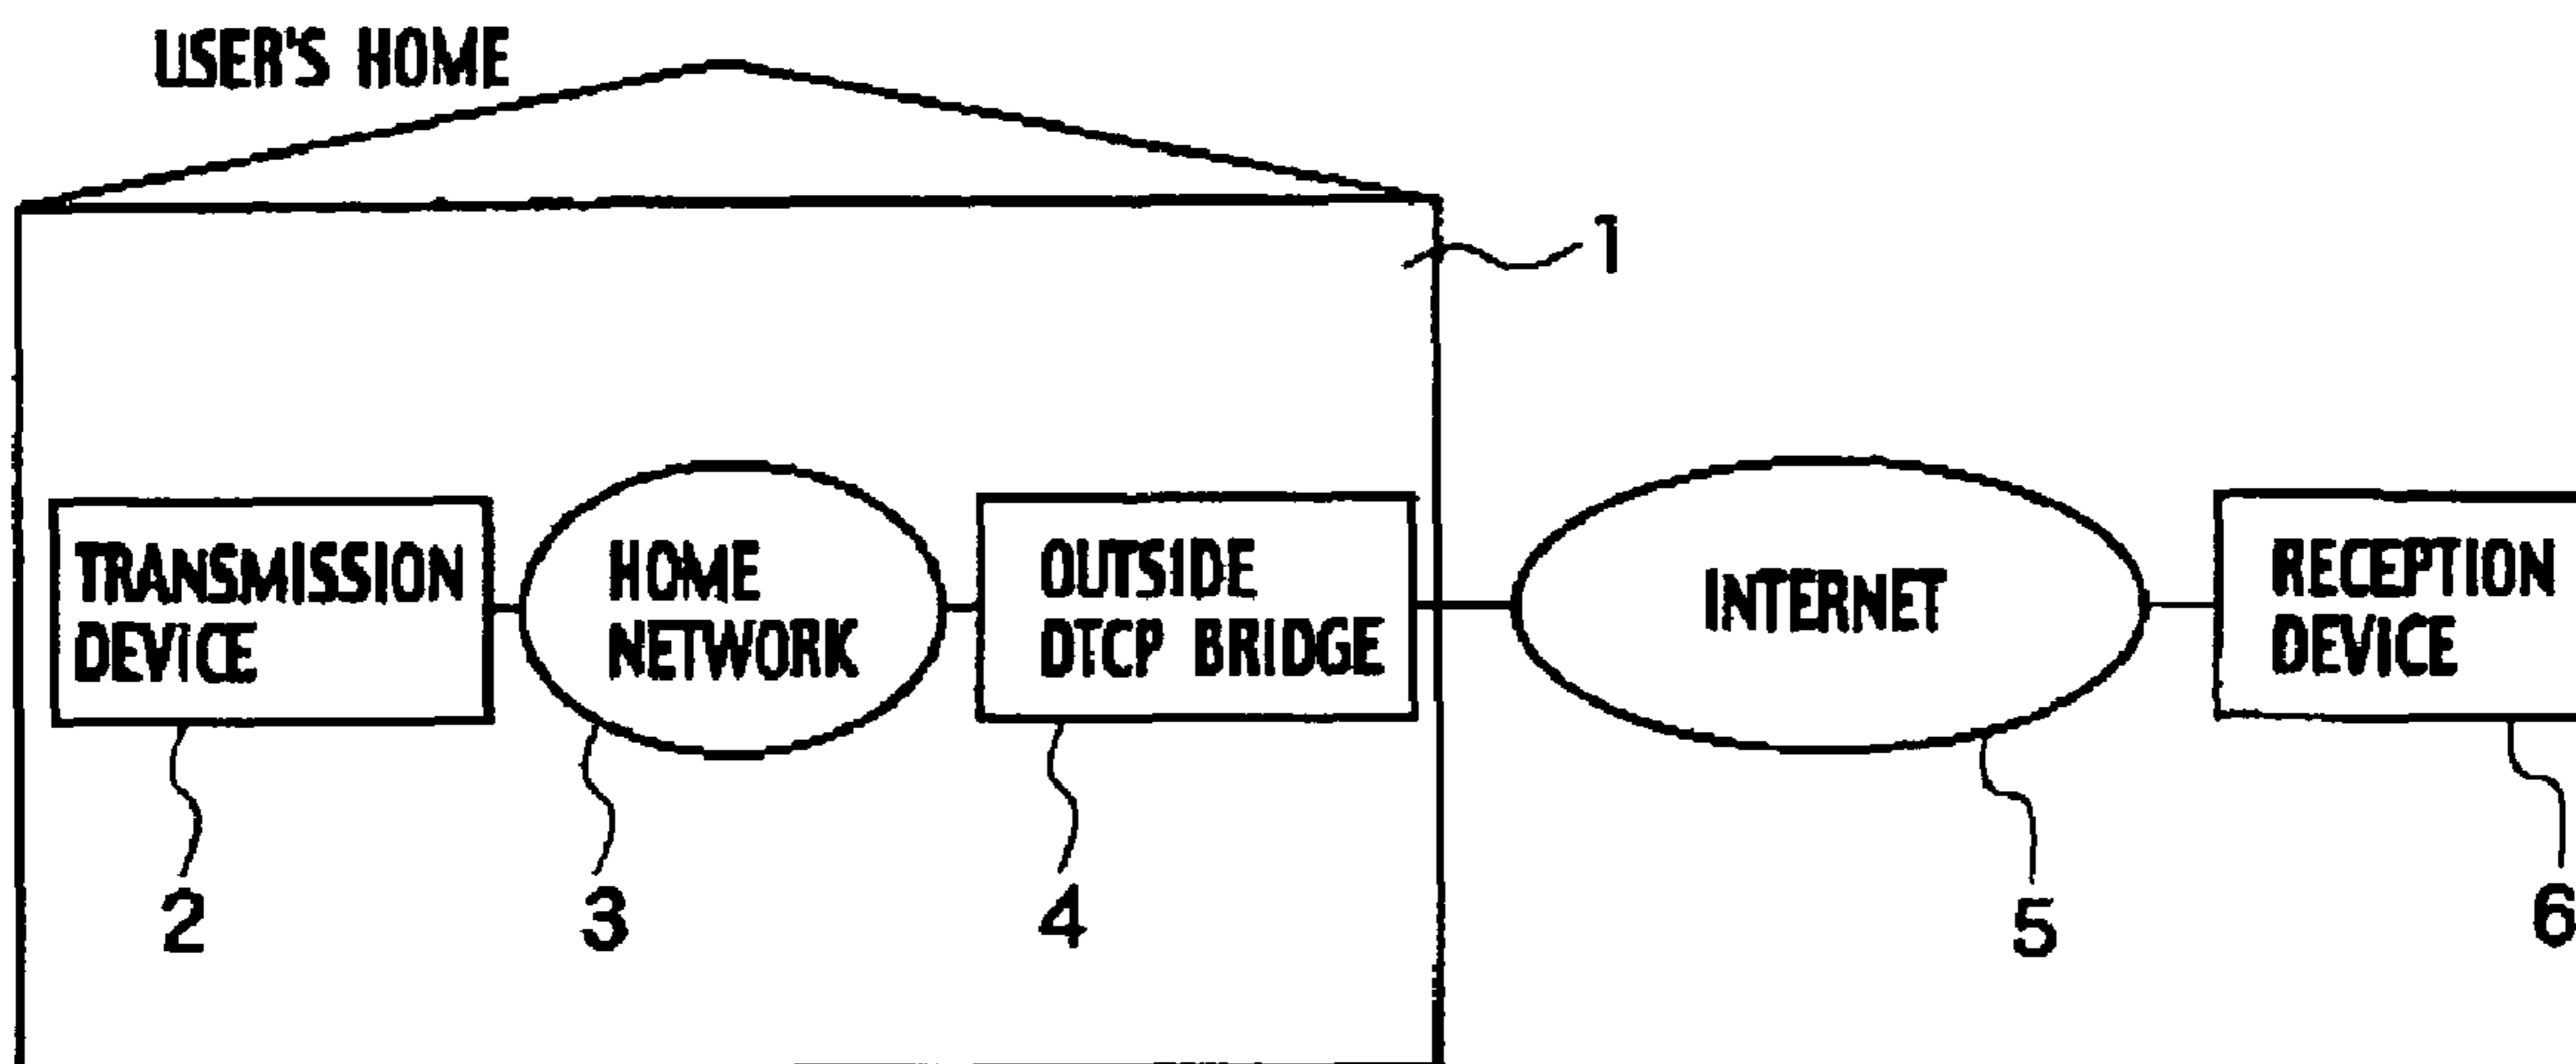 USER'S HOME
1
TRANSMISSION
DEVICE
HOME
NETWORK
OUTSIDE
DTCP BRIDGE
INTERNET
RECEPTION
DEVICE
2
3
4
5
6